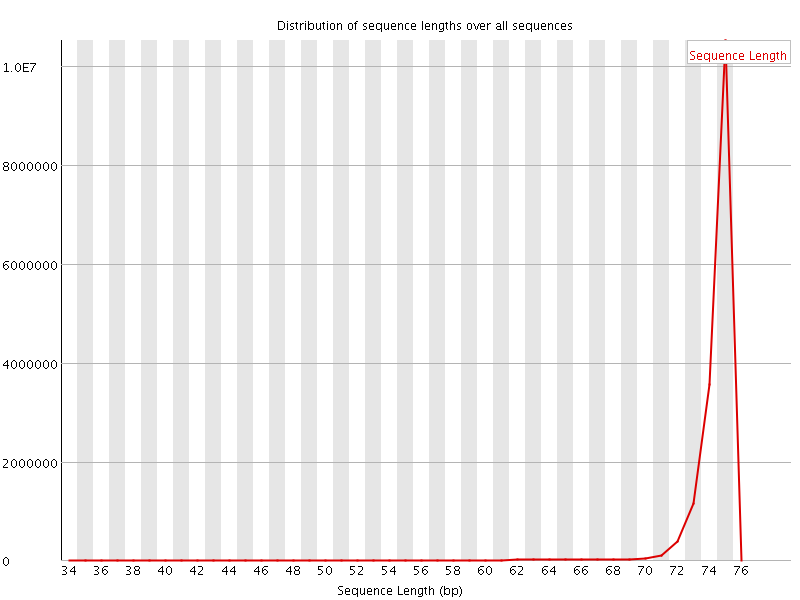 Distribution of sequence lengths over all sequences
Sequence Length
1.0E7
8000000
6000000
4000000
2000000
0
34 36 38 40 42 44 46 48 50 52 54 56 58 60 62 64 66 68 70 72 74 76
Sequence Length (bp)